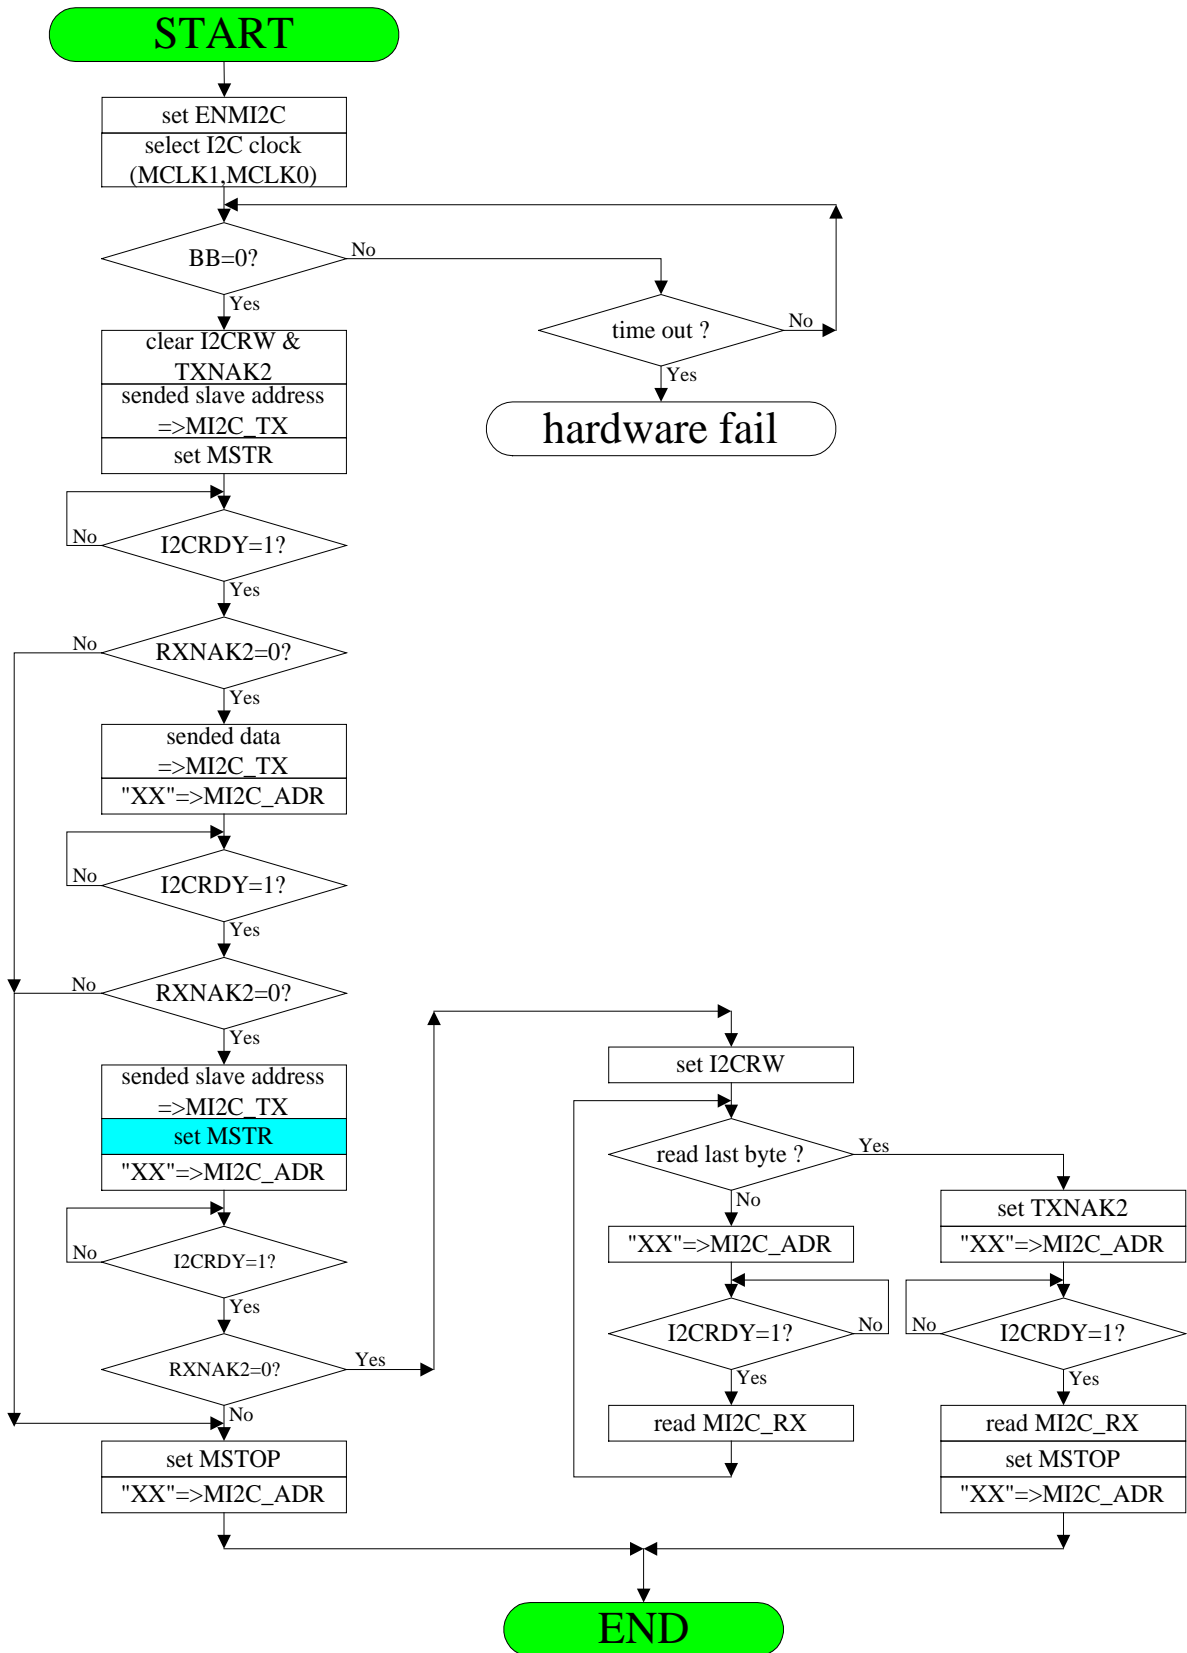 START
set ENMI2C
select I2C clock
(MCLK1,MCLK0)
BB=0?
No
Yes
time out ?
No
Yes
hardware fail
clear I2CRW &
TXNAK2
sended slave address
=>MI2C_TX
set MSTR
I2CRDY=1?
No
Yes
RXNAK2=0?
No
Yes
sended data
=>MI2C_TX
"XX"=>MI2C_ADR
I2CRDY=1?
No
Yes
RXNAK2=0?
No
Yes
sended slave address
=>MI2C_TX
set MSTR
"XX"=>MI2C_ADR
I2CRDY=1?
No
Yes
RXNAK2=0?
Yes
No
set MSTOP
"XX"=>MI2C_ADR
set I2CRW
read last byte ?
Yes
No
"XX"=>MI2C_ADR
I2CRDY=1?
No
Yes
read MI2C_RX
set TXNAK2
"XX"=>MI2C_ADR
I2CRDY=1?
No
Yes
read MI2C_RX
set MSTOP
"XX"=>MI2C_ADR
END